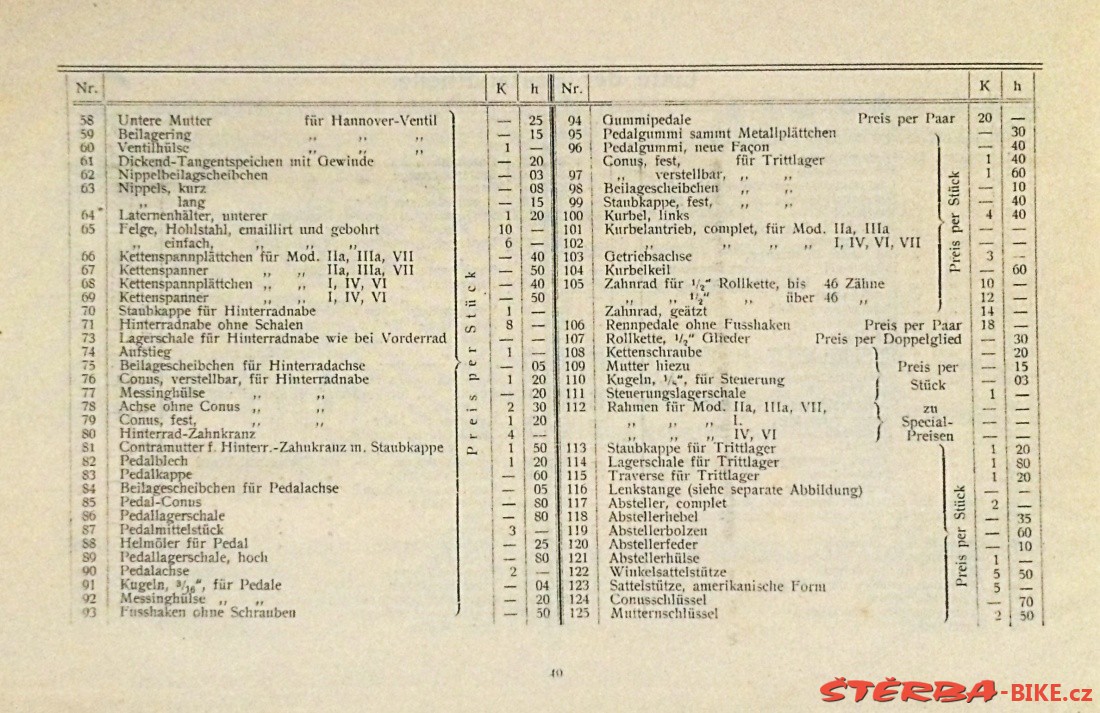 Nr. K h
58 Untere Mutter für Hannover-Ventil — 25
59 Beilagering „ „ „ — 15
60 Ventilhülse „ „ „ 1 —
61 Dickend-Tangentspeichen mit Gewinde — 20
62 Nippelbeilagscheibchen — 03
63 Nippels, kurz — 08
„ lang — 15
64 Laternenhälter, unterer 1 20
65 Felge, Hohlstahl, emaillirt und gebohrt 10 —
„ einfach, „ „ „ 6 —
66 Kettenspannplättchen für Mod. IIa, IIIa, VII — 40
67 Kettenspanner „ „ IIa, IIIa, VII — 50
68 Kettenspannplättchen „ „ I, IV, VI — 40
69 Kettenspanner „ „ I, IV, VI — 50
70 Staubkappe für Hinterradnabe 1 —
71 Hinterradnabe ohne Schalen 8 —
73 Lagerschale für Hinterradnabe wie bei Vorderrad
74 Aufstieg 1 —
75 Beilagescheibchen für Hinterradachse — 05
76 Conus, verstellbar, für Hinterradnabe 1 20
77 Messinghülse „ „ — 20
78 Achse ohne Conus „ „ 2 30
79 Conus, fest, „ „ 1 20
80 Hinterrad-Zahnkranz 4 —
81 Contramutter f. Hinterr.-Zahnkranz m. Staubkappe 1 50
82 Pedalblech 1 20
83 Pedalkappe — 60
84 Beilagescheibchen für Pedalachse — 05
85 Pedal-Conus — 80
86 Pedallagerschale — 80
87 Pedalmittelstück 3 —
88 Helmöler für Pedal — 25
89 Pedallagerschale, hoch — 80
90 Pedalachse 2 —
91 Kugeln, 3/16", für Pedale — 04
92 Messinghülse „ „ — 20
93 Fusshaken ohne Schrauben — 50
Preis per Stück
Nr. K h
94 Gummipedale Preis per Paar 20 —
95 Pedalgummi sammt Metallplättchen — 30
96 Pedalgummi, neue Façon — 40
Conus, fest, für Trittlager 1 40
97 „ verstellbar, „ „ 1 60
98 Beilagescheibchen „ „ — 10
99 Staubkappe, fest, „ „ — 40
100 Kurbel, links 4 40
101 Kurbelantrieb, complet, für Mod. IIa, IIIa — —
102 „ „ „ „ I, IV, VI, VII — —
103 Getriebsachse 3 —
104 Kurbelkeil — 60
Preis per Stück
105 Zahnrad für 1/2" Rollkette, bis 46 Zähne 10 —
„ „ 1/2" „ über 46 „ 12 —
Zahnrad, geätzt 14 —
106 Rennpedale ohne Fusshaken Preis per Paar 18 —
107 Rollkette, 1/2" Glieder Preis per Doppelglied — 30
108 Kettenschraube — 20
109 Mutter hiezu — 15
110 Kugeln, 1/4", für Steuerung — 03
111 Steuerungslagerschale 1 —
Preis per
Stück
112 Rahmen für Mod. IIa, IIIa, VII, — —
„ „ „ I. — —
„ „ „ IV, VI — —
zu
Special-
Preisen
113 Staubkappe für Trittlager 1 20
114 Lagerschale für Trittlager 1 80
115 Traverse für Trittlager 1 20
116 Lenkstange (siehe separate Abbildung)
117 Absteller, complet 2 —
118 Abstellerhebel — 35
119 Abstellerbolzen — 60
120 Abstellerfeder — 10
121 Abstellerhülse 1 —
122 Winkelsattelstütze 5 50
123 Sattelstütze, amerikanische Form 5 —
124 Conusschlüssel — 70
125 Mutternschlüssel 2 50
Preis per Stück
40
ŠTĚRBA-BIKE.cz